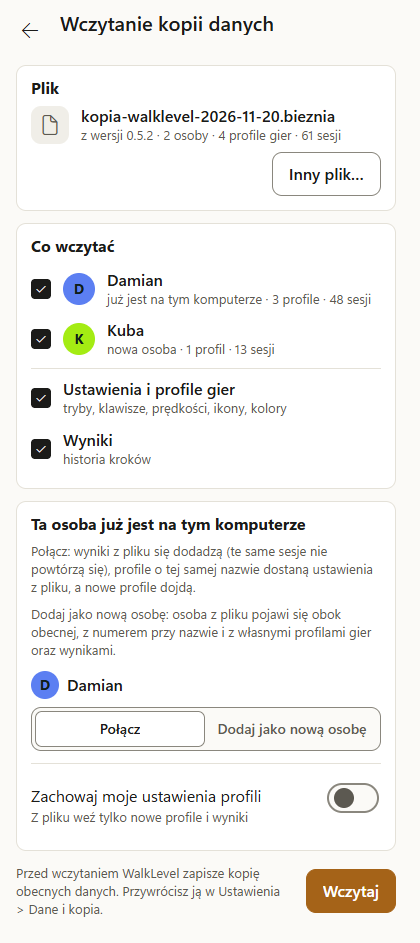 Wczytanie kopii danych
Plik
kopia-walklevel-2026-11-20.bieznia
z wersji 0.5.2 · 2 osoby · 4 profile gier · 61 sesji
Inny plik...
Co wczytać
D
Damian
już jest na tym komputerze · 3 profile · 48 sesji
K
Kuba
nowa osoba · 1 profil · 13 sesji
Ustawienia i profile gier
tryby, klawisze, prędkości, ikony, kolory
Wyniki
historia kroków
Ta osoba już jest na tym komputerze
Połącz: wyniki z pliku się dodadzą (te same sesje nie
powtórzą się), profile o tej samej nazwie dostaną ustawienia
z pliku, a nowe profile dojdą.
Dodaj jako nową osobę: osoba z pliku pojawi się obok
obecnej, z numerem przy nazwie i z własnymi profilami gier
oraz wynikami.
D
Damian
Połącz
Dodaj jako nową osobę
Zachowaj moje ustawienia profili
Z pliku weź tylko nowe profile i wyniki
Przed wczytaniem WalkLevel zapisze kopię
obecnych danych. Przywrócisz ją w Ustawienia
> Dane i kopia.
Wczytaj